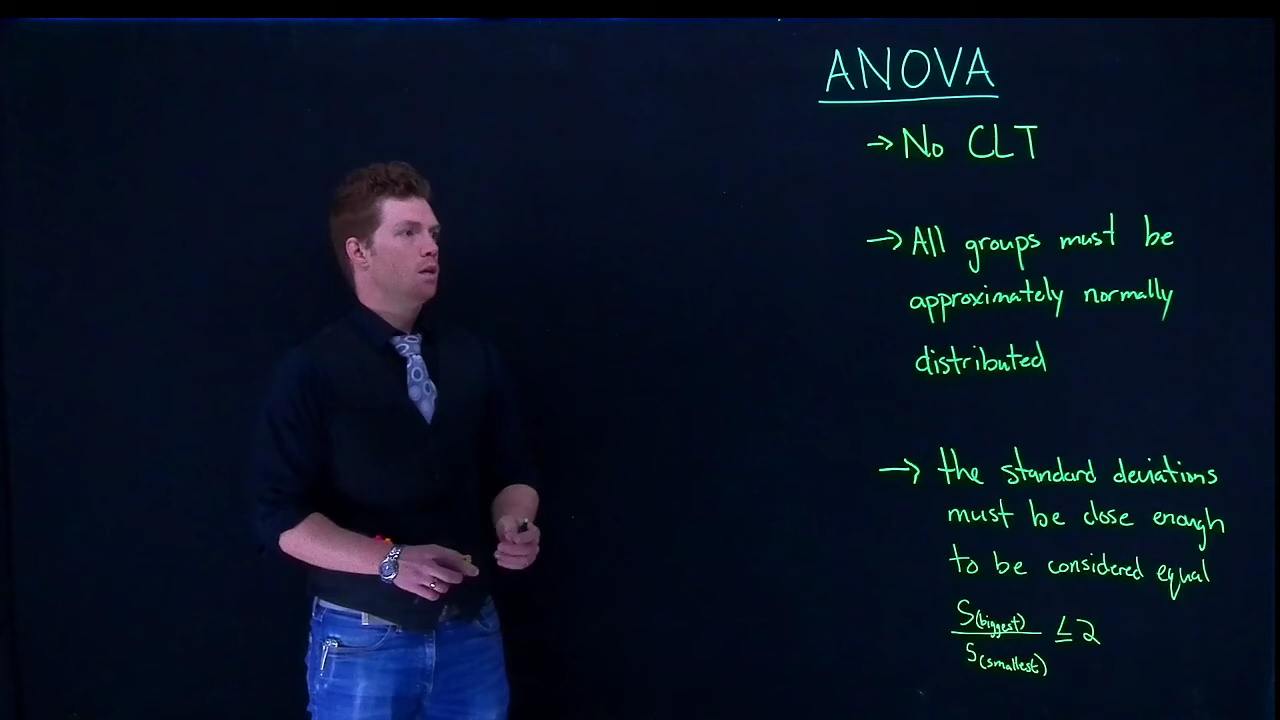 ANOVA
→ No CLT
→ All groups must be
approximately normally
distributed
→ the standard deviations
must be close enough
to be considered equal
S(biggest)
S(smallest) ≤ 2